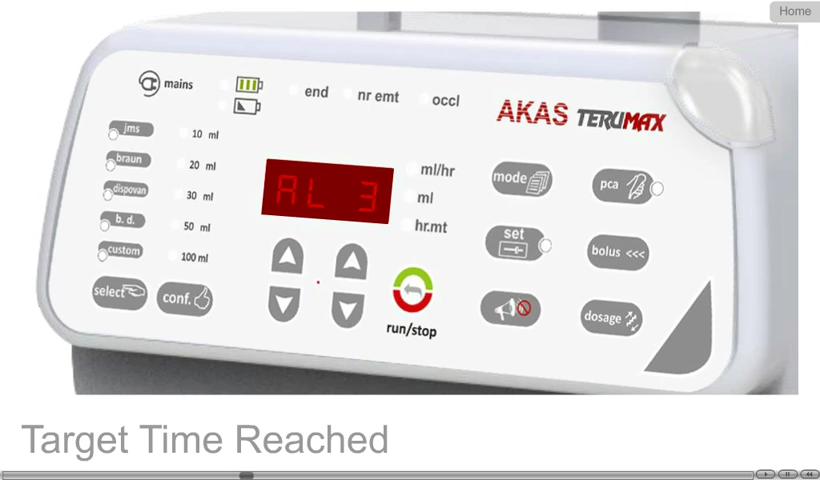 Home
mains
end
nr emt
occl
AKAS TERUMAX
jms
10 ml
braun
20 ml
dispovan
30 ml
b. d.
50 ml
custom
100 ml
select
conf.
AL 3
ml/hr
ml
hr.mt
run/stop
mode
pca
set
bolus <<<
dosage
Target Time Reached